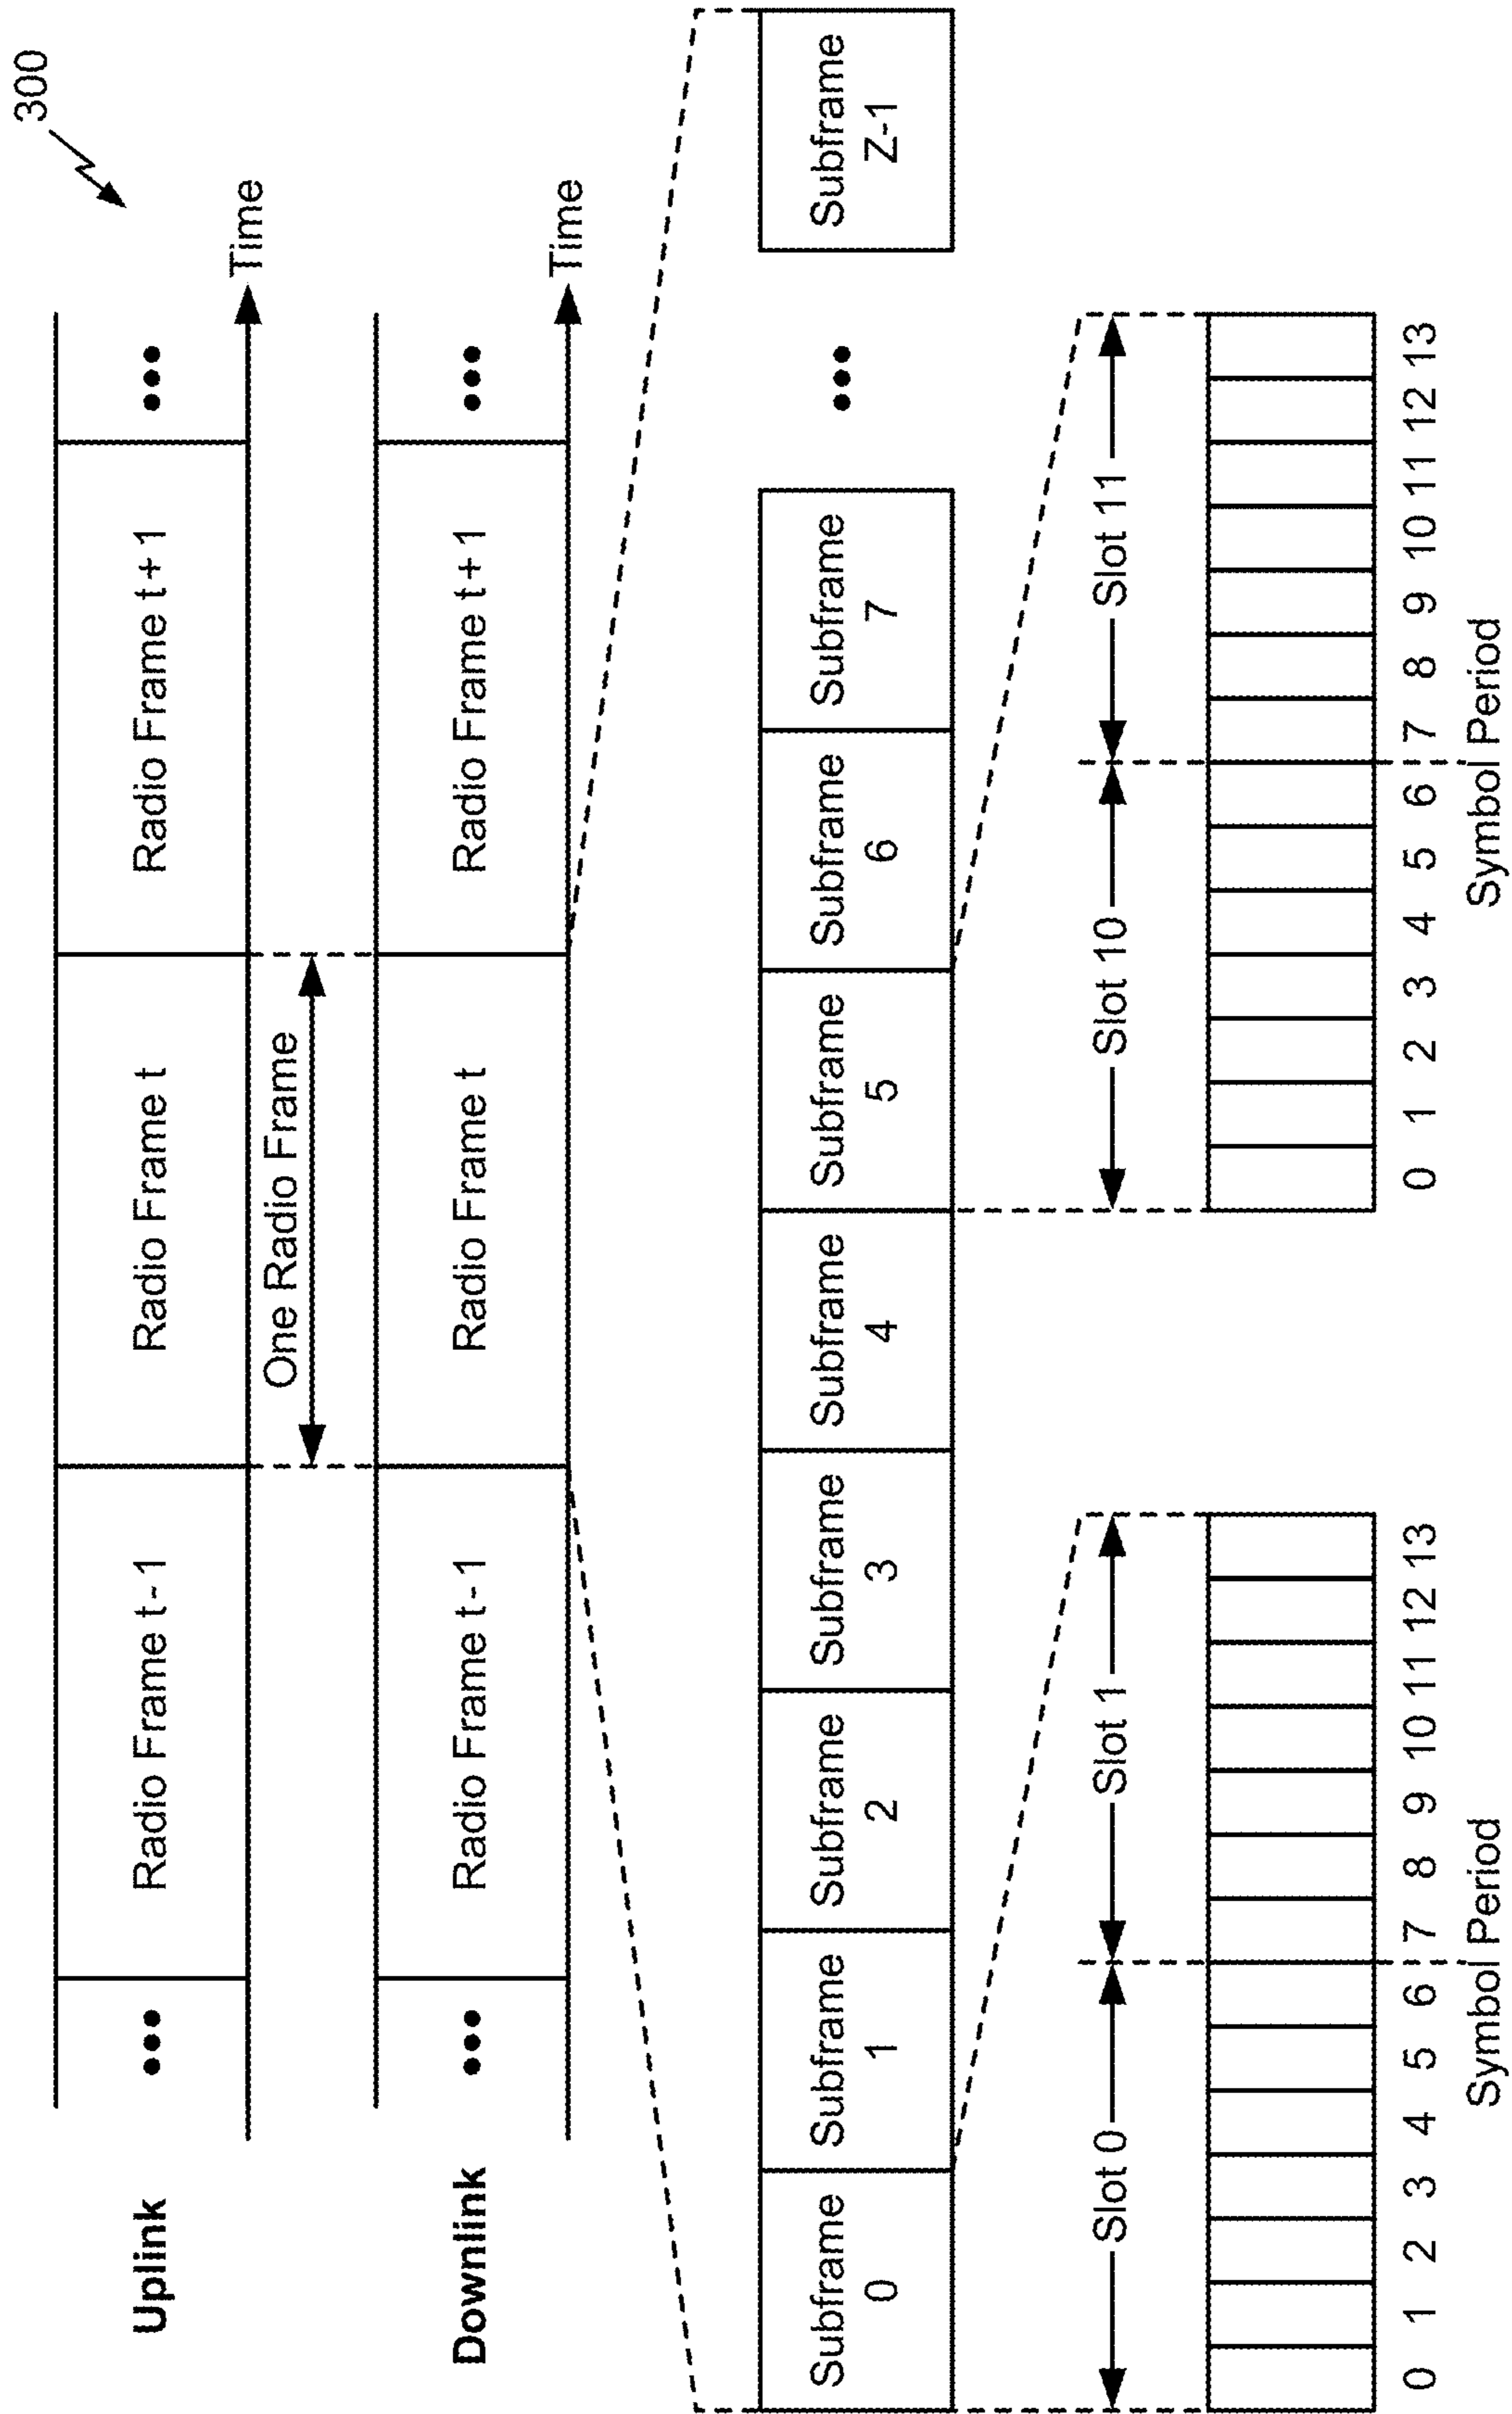 300
Uplink
••• Radio Frame t-1 Radio Frame t Radio Frame t+1 •••
Time
One Radio Frame
Downlink
••• Radio Frame t-1 Radio Frame t Radio Frame t+1 •••
Time
Subframe 0
Subframe 1
Subframe 2
Subframe 3
Subframe 4
Subframe 5
Subframe 6
Subframe 7
•••
Subframe Z-1
Slot 0 Slot 1
0 1 2 3 4 5 6 7 8 9 10 11 12 13
Symbol Period
Slot 10 Slot 11
0 1 2 3 4 5 6 7 8 9 10 11 12 13
Symbol Period